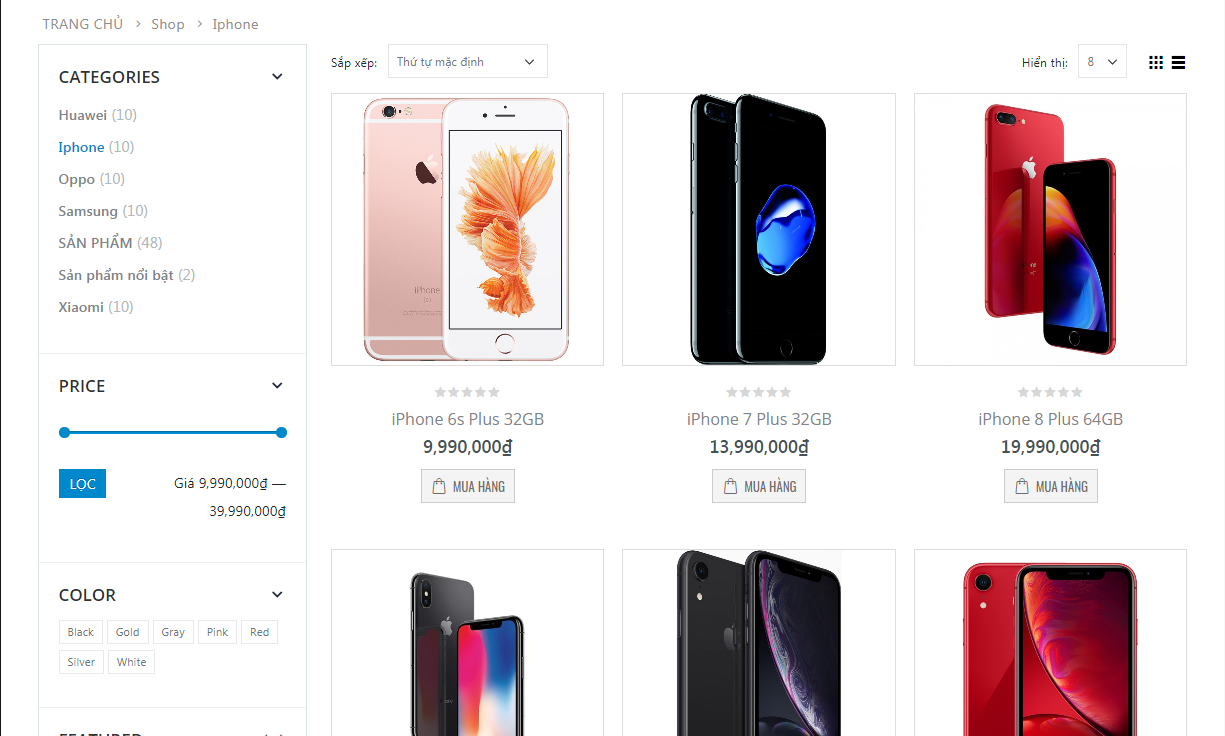 TRANG CHỦ > Shop > Iphone
CATEGORIES
Huawei (10)
Iphone (10)
Oppo (10)
Samsung (10)
SẢN PHẨM (48)
Sản phẩm nổi bật (2)
Xiaomi (10)
PRICE
LỌC
Giá 9,990,000₫ —
39,990,000₫
COLOR
Black Gold Gray Pink Red
Silver White
FEATURED
Sắp xếp: Thứ tự mặc định
Hiển thị: 8
iPhone
iPhone 6s Plus 32GB
9,990,000₫
MUA HÀNG
iPhone 7 Plus 32GB
13,990,000₫
MUA HÀNG
iPhone 8 Plus 64GB
19,990,000₫
MUA HÀNG